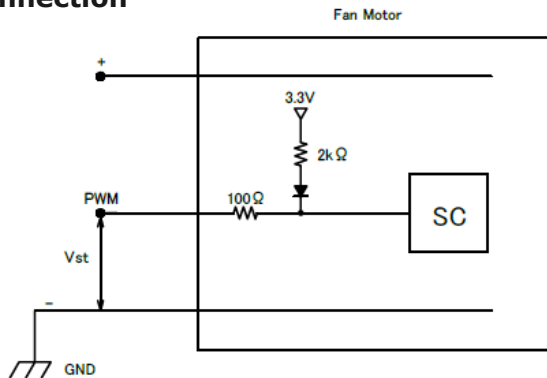 nnection
Fan Motor
+
3.3V
2kΩ
PWM
100Ω
SC
Vst
−
GND